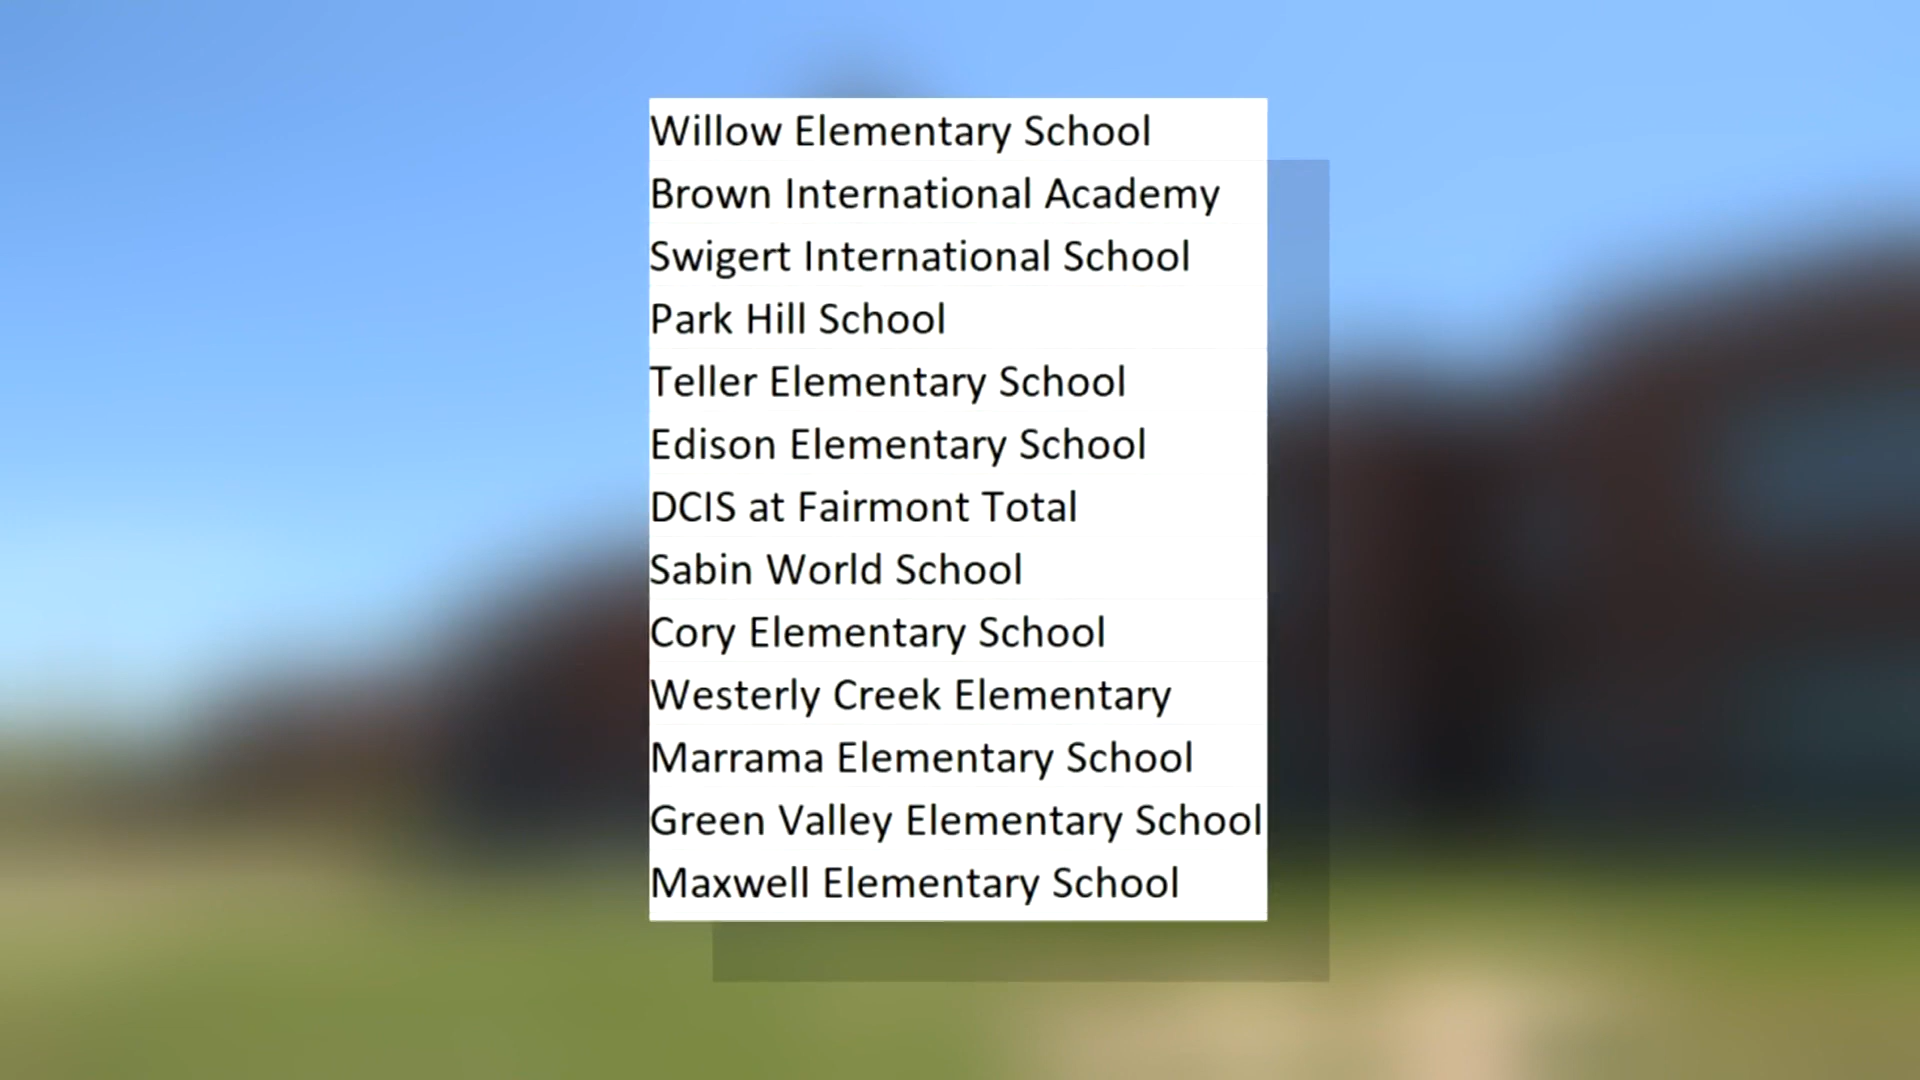 Willow Elementary School
Brown International Academy
Swigert International School
Park Hill School
Teller Elementary School
Edison Elementary School
DCIS at Fairmont Total
Sabin World School
Cory Elementary School
Westerly Creek Elementary
Marrama Elementary School
Green Valley Elementary School
Maxwell Elementary School